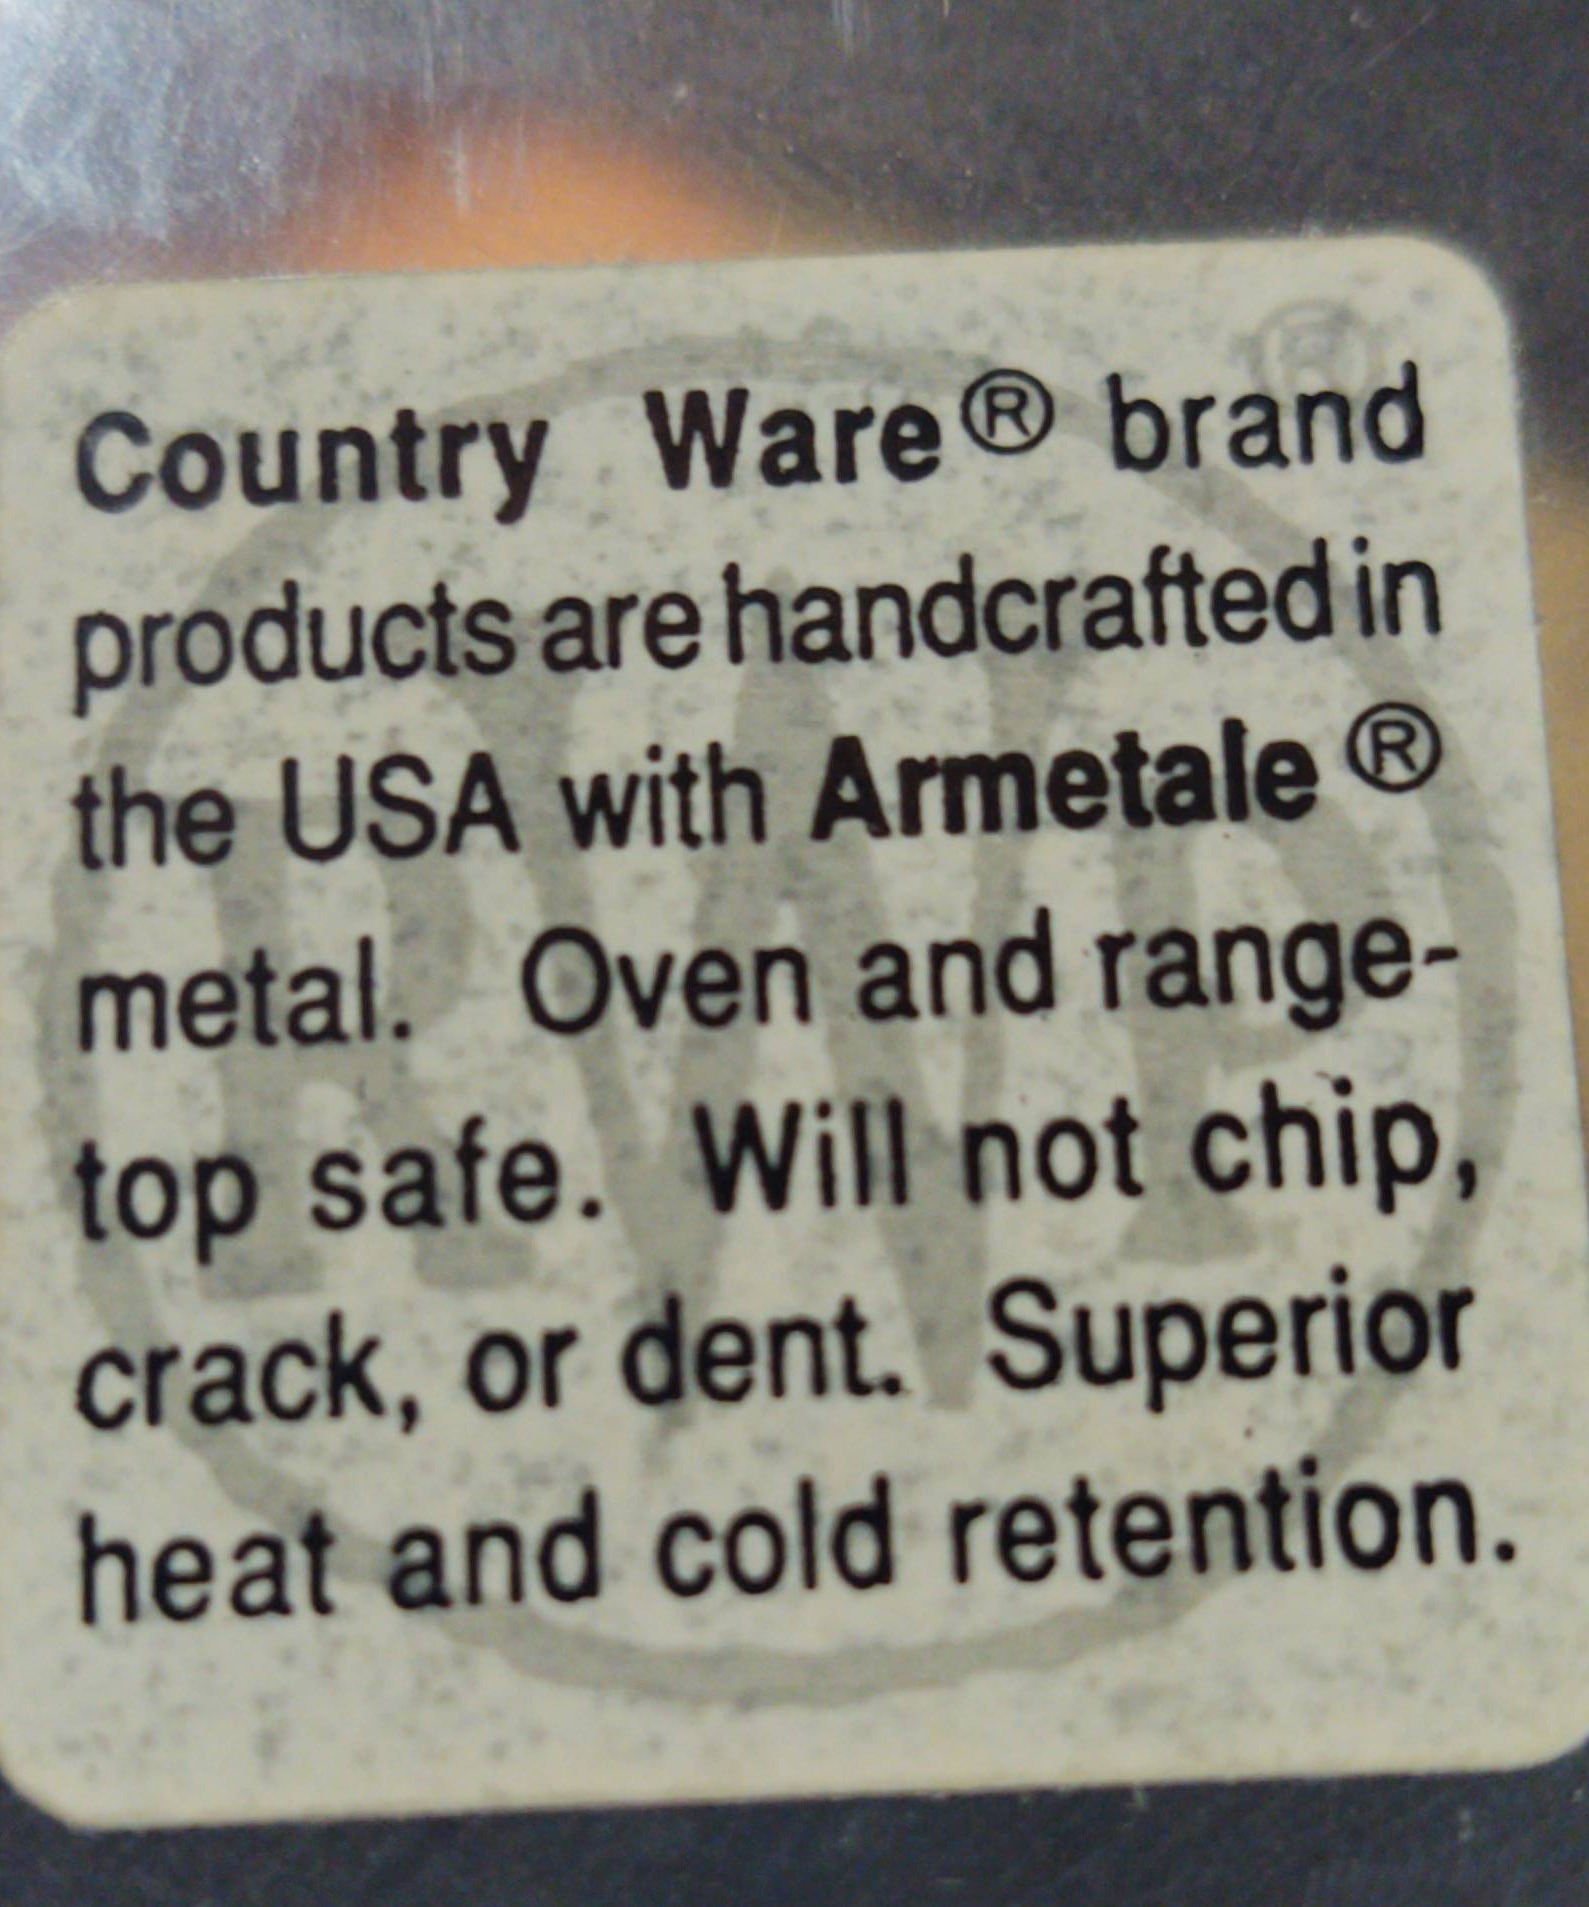 Country Ware® brand
products are handcrafted in
the USA with Armetale®
metal. Oven and range-
top safe. Will not chip,
crack, or dent. Superior
heat and cold retention.
RWP
®